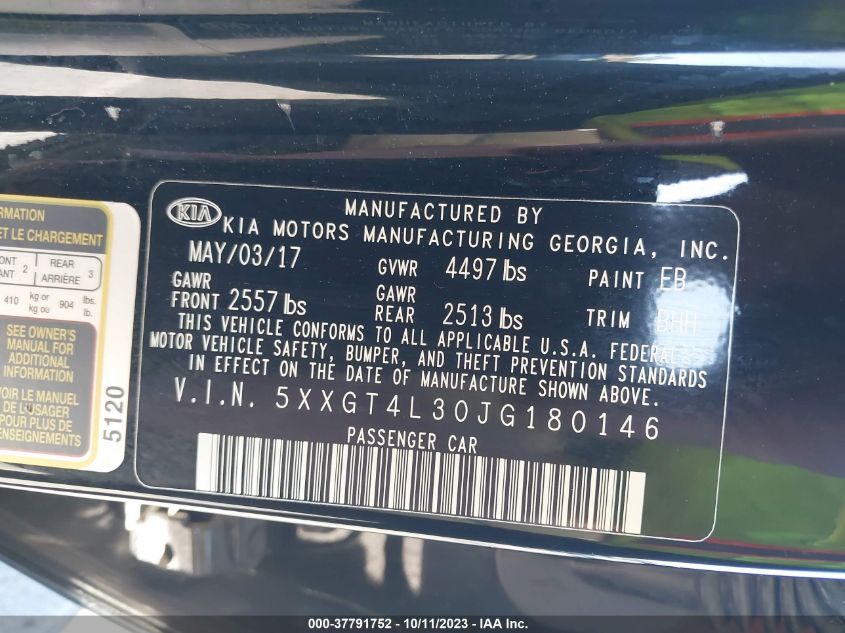 KIA
MANUFACTURED BY
KIA MOTORS MANUFACTURING GEORGIA, INC.
MAY/03/17 GVWR 4497 lbs PAINT EB
GAWR FRONT 2557 lbs GAWR REAR 2513 lbs TRIM BHH
THIS VEHICLE CONFORMS TO ALL APPLICABLE U.S.A. FEDERAL
MOTOR VEHICLE SAFETY, BUMPER, AND THEFT PREVENTION STANDARDS
IN EFFECT ON THE DATE OF MANUFACTURE SHOWN ABOVE.
V.I.N. 5XXGT4L30JG180146
PASSENGER CAR
ET LE CHARGEMENT
2 REAR 3
ARRIÈRE
410 kg or 904 lbs.
kg ou lb.
SEE OWNER'S
MANUAL FOR
ADDITIONAL
INFORMATION
LE MANUEL
DE L'USAGER
POUR PLUS DE
RENSEIGNEMENTS
5120
000-37791752 - 10/11/2023 - IAA Inc.